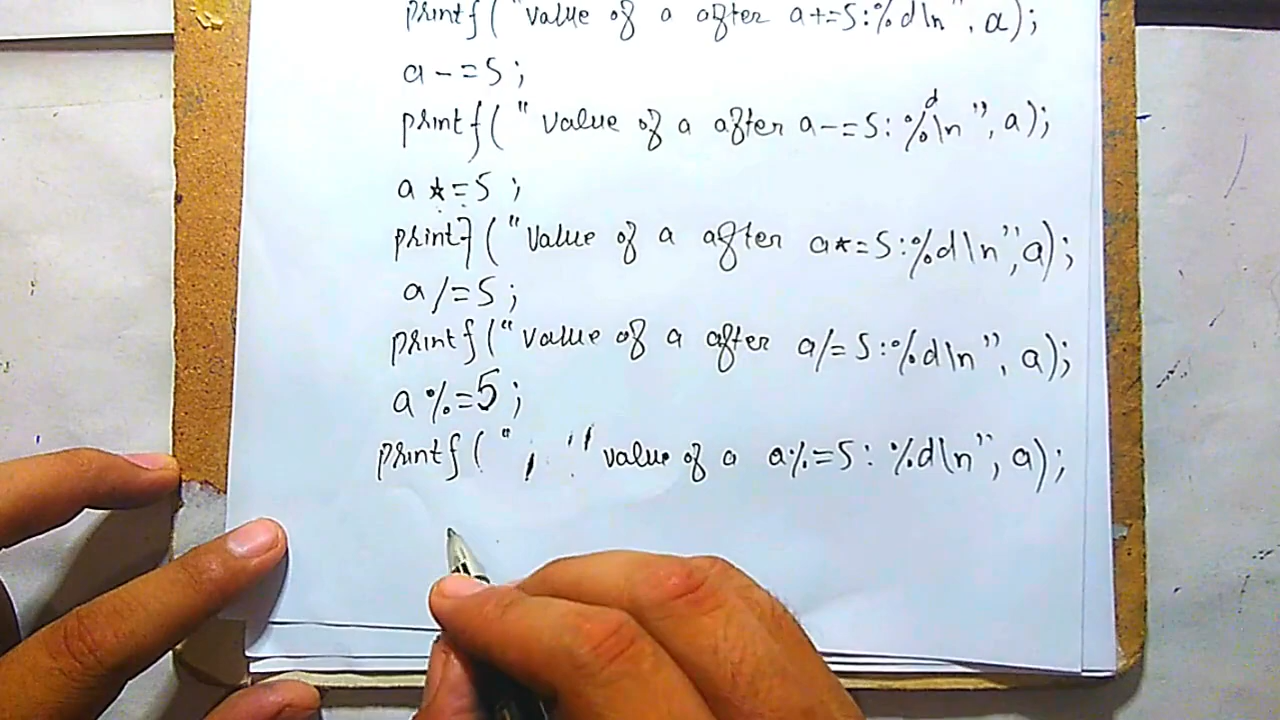 printf( "value of a after a+=5:%d\n", a);
a-=5;
printf( "value of a after a-=5:%d\n", a);
a*=5;
printf( "value of a after a*=5:%d\n", a);
a/=5;
printf("value of a after a/=5:%d\n", a);
a%=5;
printf(" , " value of a a%=5: %d\n", a);